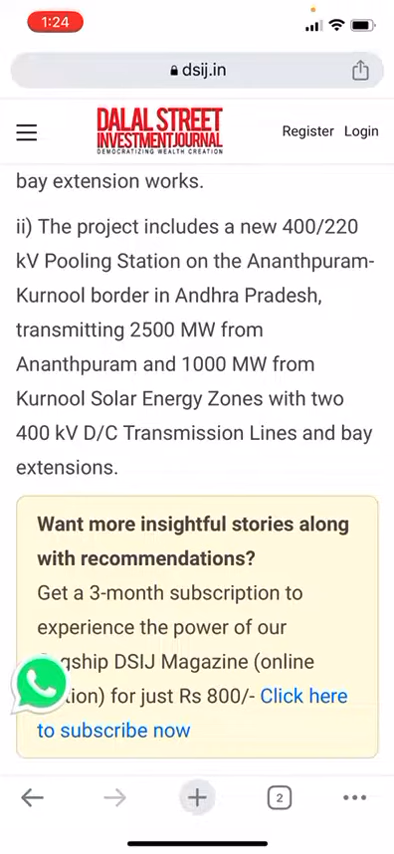 1:24
dsij.in
DALAL STREET
INVESTMENT JOURNAL
DEMOCRATIZING WEALTH CREATION
Register Login
bay extension works.
ii) The project includes a new 400/220
kV Pooling Station on the Ananthpuram-
Kurnool border in Andhra Pradesh,
transmitting 2500 MW from
Ananthpuram and 1000 MW from
Kurnool Solar Energy Zones with two
400 kV D/C Transmission Lines and bay
extensions.
Want more insightful stories along
with recommendations?
Get a 3-month subscription to
experience the power of our
gship DSIJ Magazine (online
tion) for just Rs 800/- Click here
to subscribe now
2